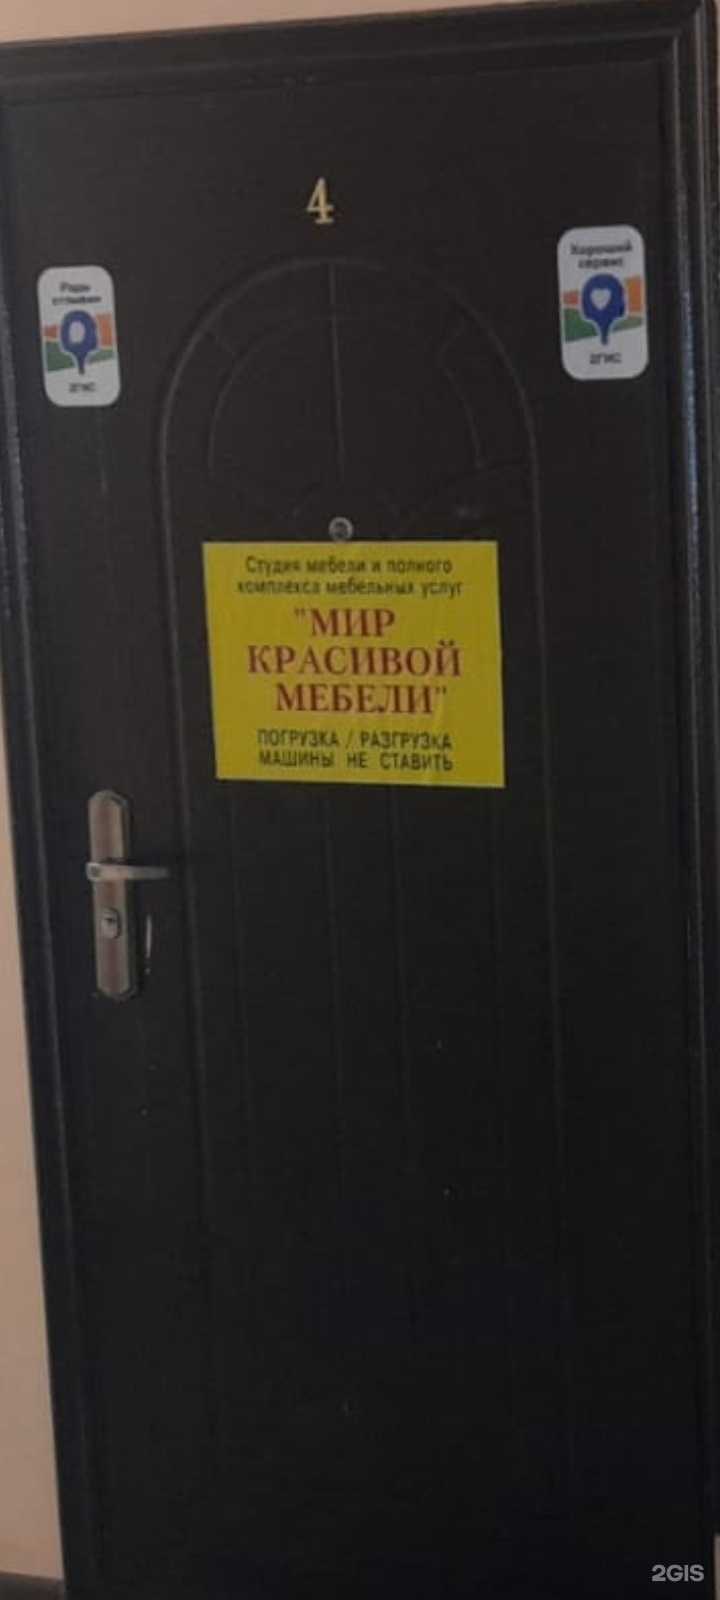 4
Рады
отзывам
2ГИС
Хороший
сервис
2ГИС
Студия мебели и полного
комплекса мебельных услуг
"МИР
КРАСИВОЙ
МЕБЕЛИ"
ПОГРУЗКА / РАЗГРУЗКА
МАШИНЫ НЕ СТАВИТЬ
2GIS